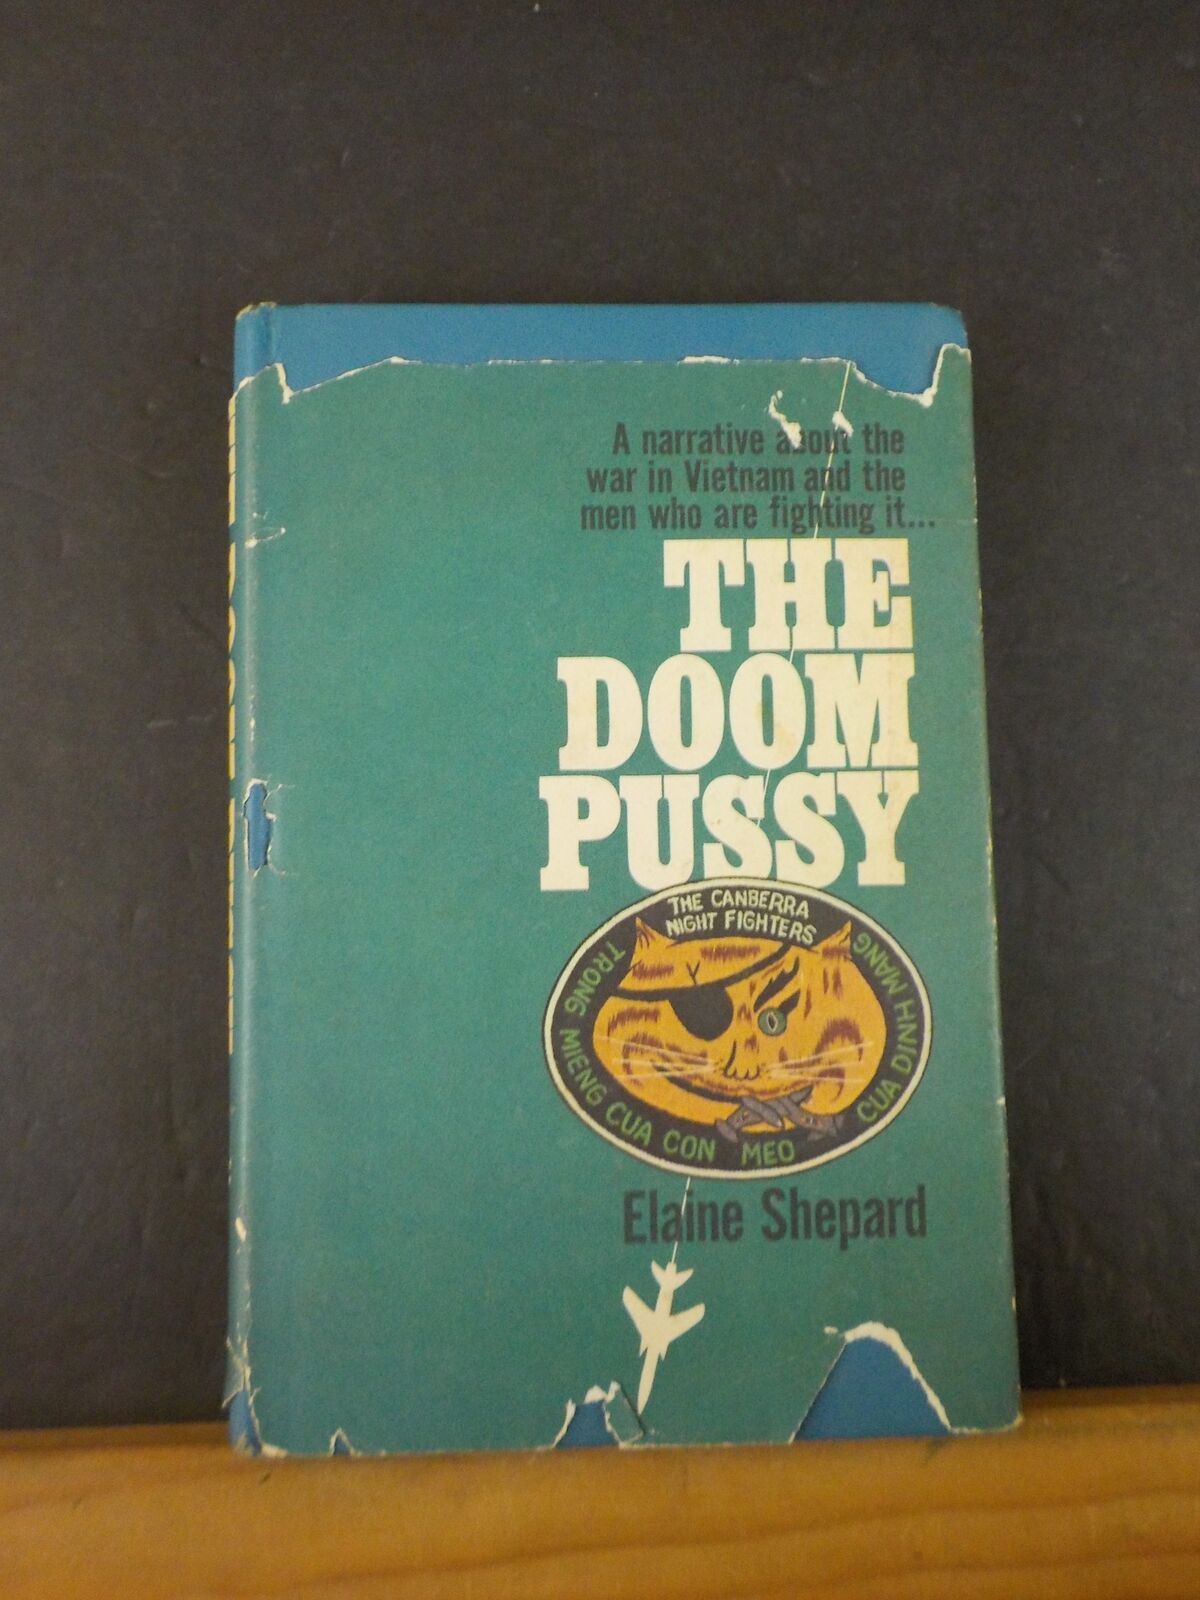 A narrative about the
war in Vietnam and the
men who are fighting it...
THE
DOOM
PUSSY
THE CANBERRA
NIGHT FIGHTERS
TRONG MIENG CUA CON MEO CUA DINH MANG
Elaine Shepard